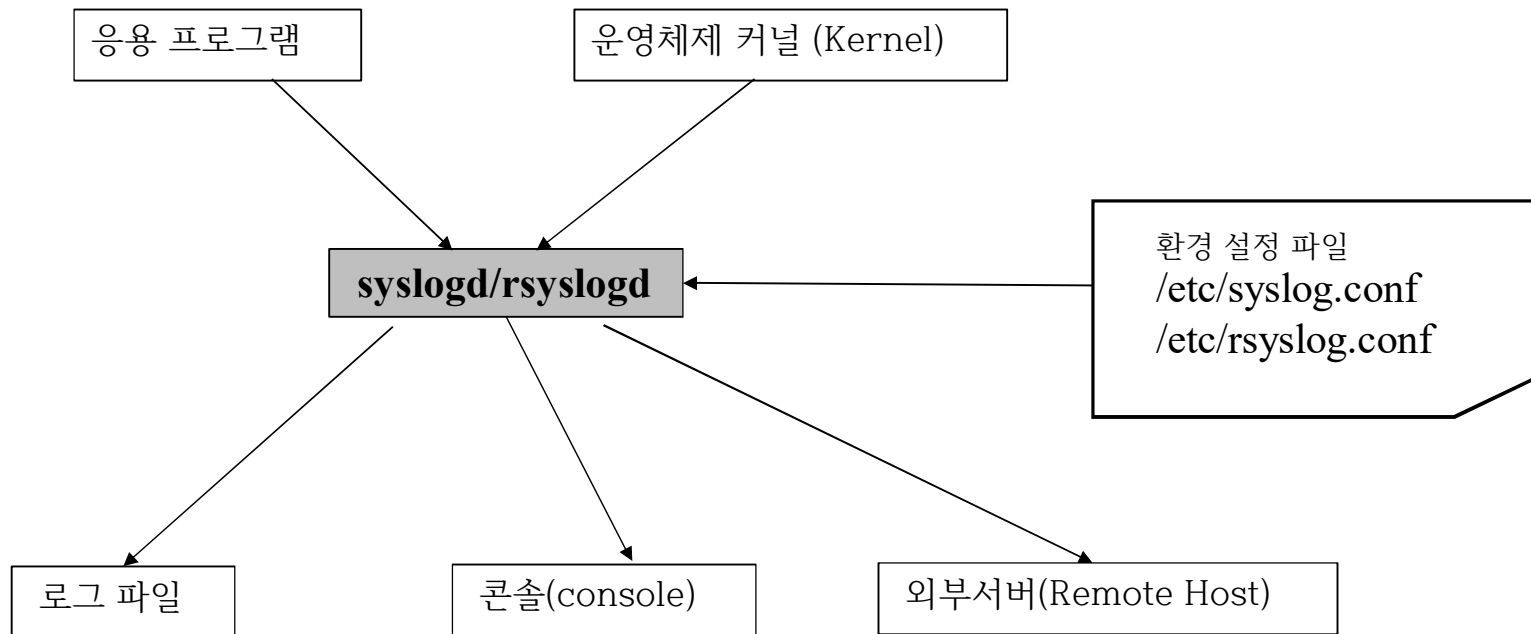 응용 프로그램
운영체제 커널 (Kernel)
환경 설정 파일
/etc/syslog.conf
/etc/rsyslog.conf
syslogd/rsyslogd
로그 파일
콘솔(console)
외부서버(Remote Host)